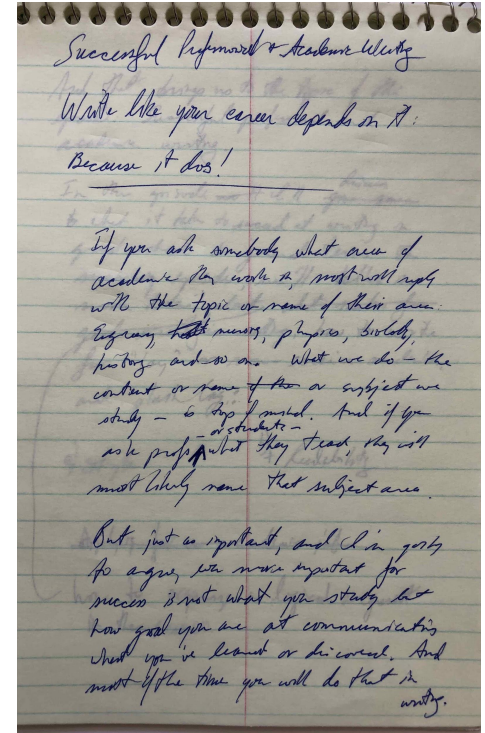 Successful Professional & Academic Writing
Write like your career depends on it:
Because it does!
If you ask somebody what area of
academia they work in, most will reply
with the topic or name of their area:
nursing, physics, biology,
history and so on. What we do – the
content or name of the or subject we
study – is top of mind. And if you
– or students –
ask profs what they teach, they will
most likely name that subject area.
But just as important, and I'm going
to argue, even more important for
success is not what you study but
how good you are at communicating
what you've learned or discovered. And
most of the time you will do that in
writing.